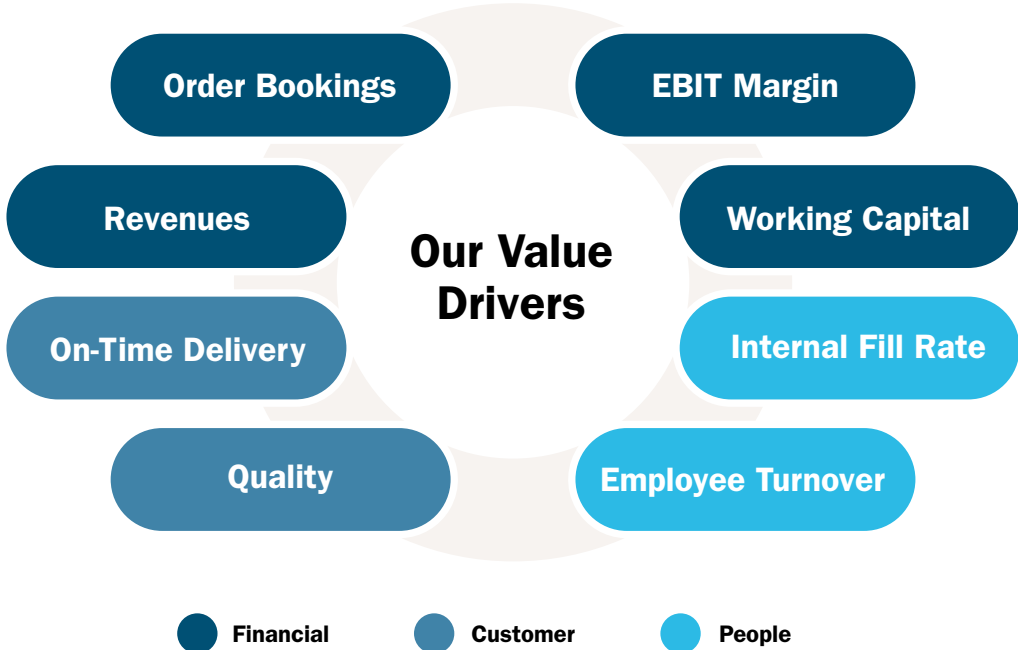 Order Bookings
EBIT Margin
Revenues
Working Capital
Our Value
Drivers
On-Time Delivery
Internal Fill Rate
Quality
Employee Turnover
Financial
Customer
People